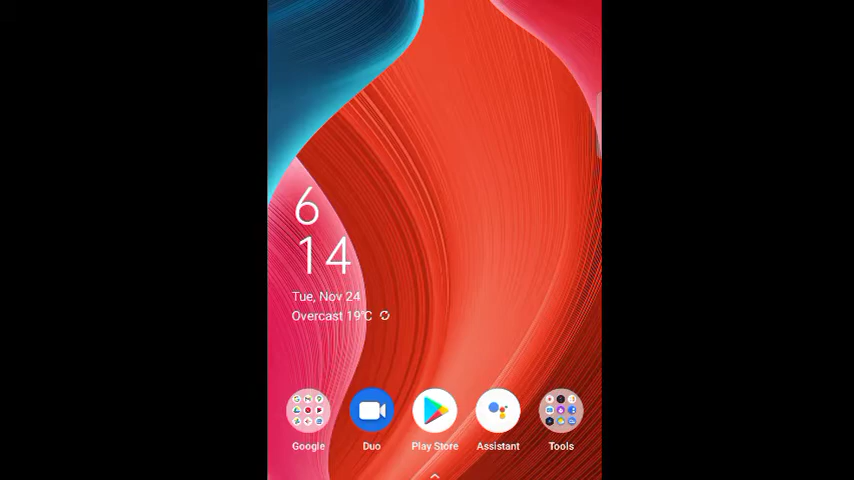 6
14
Tue, Nov 24
Overcast 19°C
Google
Duo
Play Store
Assistant
Tools